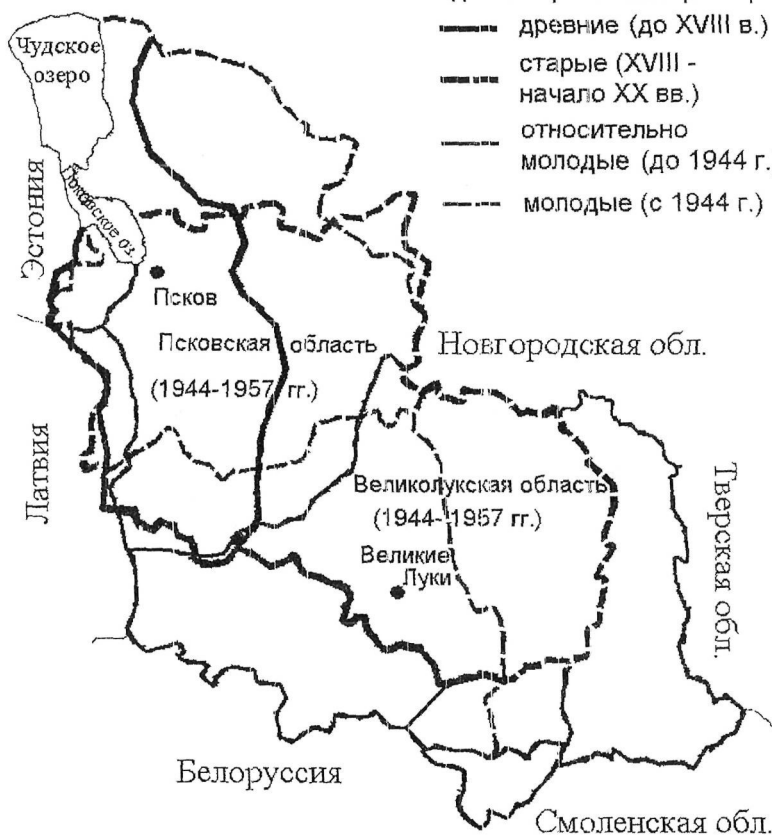 древние (до XVIII в.)
старые (XVIII -
начало XX вв.)
относительно
молодые (до 1944 г.)
молодые (с 1944 г.)
Чудское
озеро
Псковское оз.
Эстония
Псков
Псковская область
(1944-1957 гг.)
Новгородская обл.
Латвия
Великолукская область
(1944-1957 гг.)
Великие
Луки
Тверская обл.
Белоруссия
Смоленская обл.